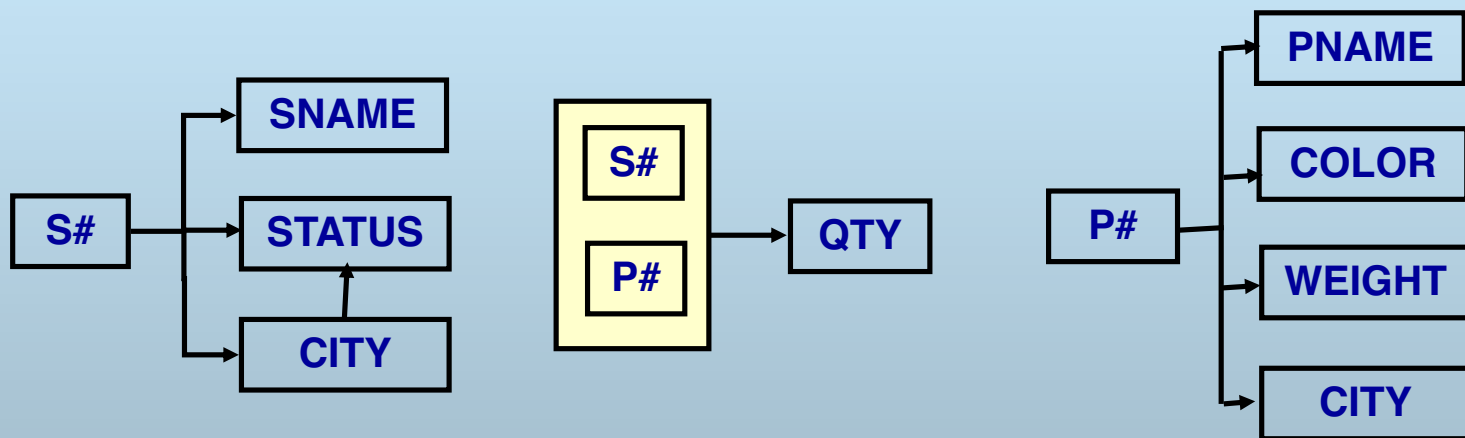 S#
SNAME
STATUS
CITY
S#
P#
QTY
P#
PNAME
COLOR
WEIGHT
CITY